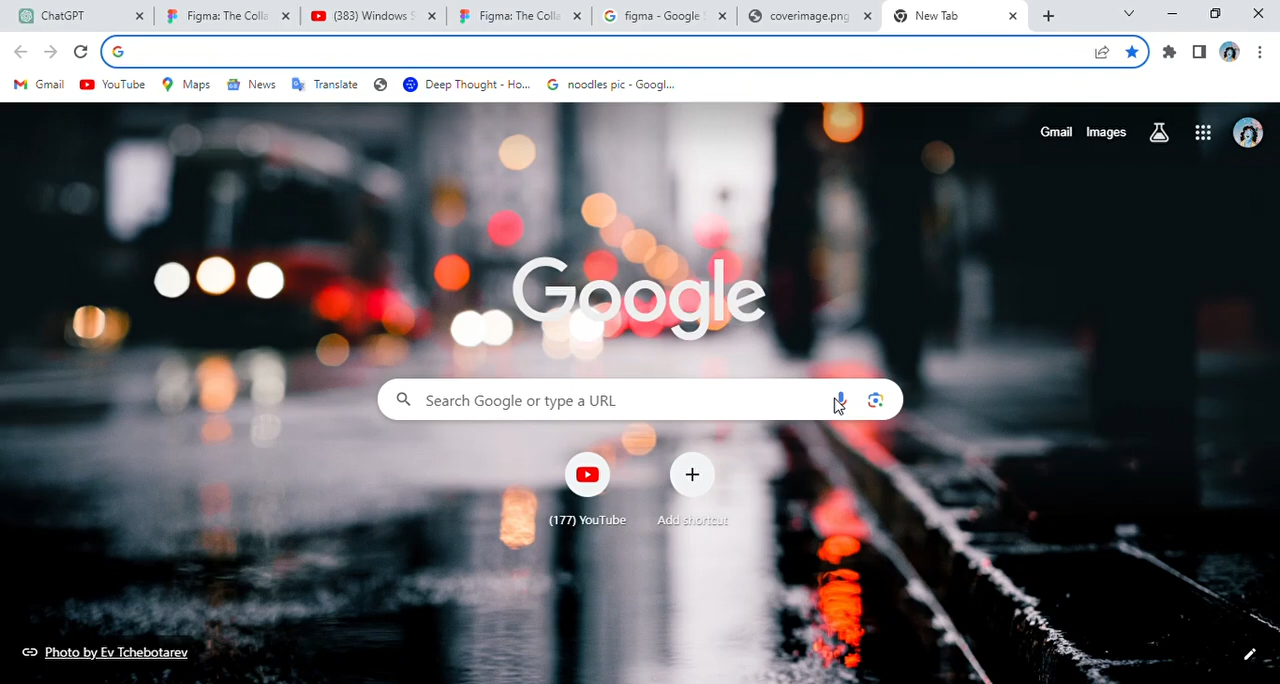 ChatGPT
Figma: The Colla
(383) Windows S
Figma: The Colla
figma - Google S
coverimage.png
New Tab
Gmail
YouTube
Maps
News
Translate
Deep Thought - Ho...
noodles pic - Googl...
Gmail
Images
Google
Search Google or type a URL
(177) YouTube
Add shortcut
Photo by Ev Tchebotarev